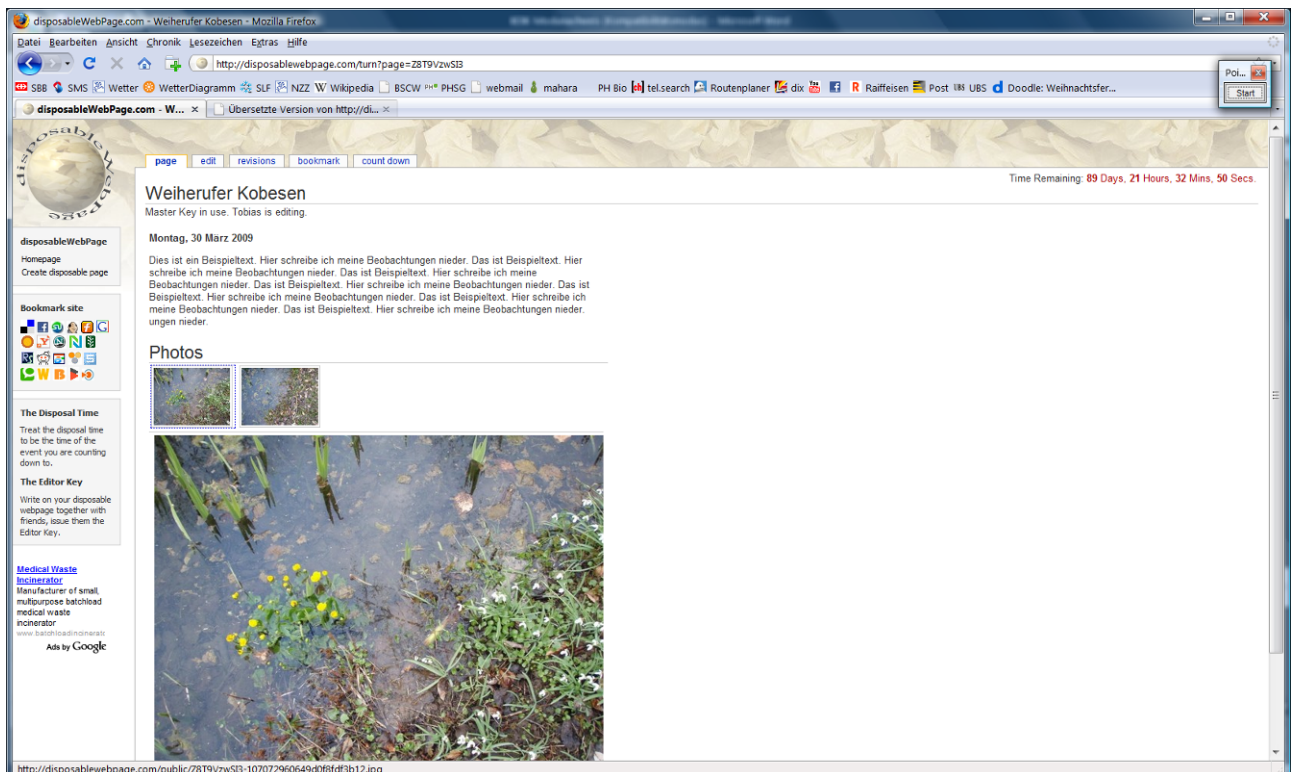 disposableWebPage.com - Weiherufer Kobesen - Mozilla Firefox
Datei Bearbeiten Ansicht Chronik Lesezeichen Extras Hilfe
http://disposablewebpage.com/turn?page=Z8T9VzwSI3
Poi...
Start
SBB SMS Wetter WetterDiagramm SLF NZZ Wikipedia BSCW PHSG webmail mahara PH Bio tel.search Routenplaner dix Raiffeisen Post UBS Doodle: Weihnachtsfer...
disposableWebPage.com - W... Übersetzte Version von http://di...
disposableWebpage
page edit revisions bookmark count down
Time Remaining: 89 Days, 21 Hours, 32 Mins, 50 Secs.
Weiherufer Kobesen
Master Key in use. Tobias is editing.
Montag, 30 März 2009
Dies ist ein Beispieltext. Hier schreibe ich meine Beobachtungen nieder. Das ist Beispieltext. Hier
schreibe ich meine Beobachtungen nieder. Das ist Beispieltext. Hier schreibe ich meine
Beobachtungen nieder. Das ist Beispieltext. Hier schreibe ich meine Beobachtungen nieder. Das ist
Beispieltext. Hier schreibe ich meine Beobachtungen nieder. Das ist Beispieltext. Hier schreibe ich
meine Beobachtungen nieder. Das ist Beispieltext. Hier schreibe ich meine Beobachtungen nieder.
ungen nieder.
Photos
disposableWebPage
Homepage
Create disposable page
Bookmark site
The Disposal Time
Treat the disposal time
to be the time of the
event you are counting
down to.
The Editor Key
Write on your disposable
webpage together with
friends, issue them the
Editor Key.
Medical Waste
Incinerator
Manufacturer of small,
multipurpose batchload
medical waste
incinerator
www.batchloadincinerato
Ads by Google
http://disposablewebpage.com/public/Z8T9VzwSI3-107072960649d0f8fdf3b12.jpg